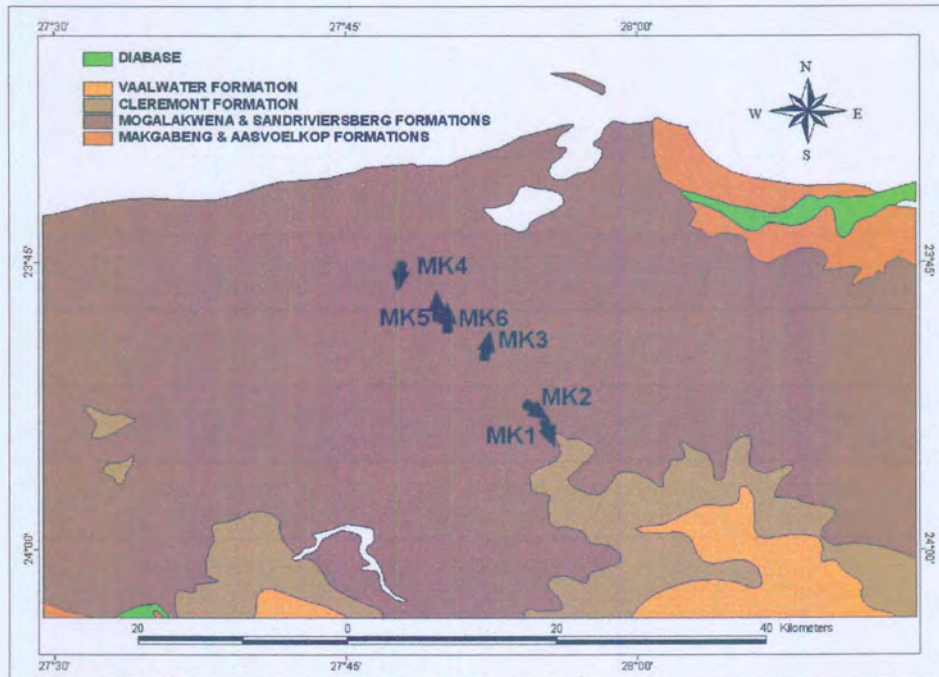 27°30'
27°45'
28°00'
DIABASE
VAALWATER FORMATION
CLEREMONT FORMATION
MOGALAKWENA & SANDRIVIERSBERG FORMATIONS
MAKGABENG & AASVOELKOP FORMATIONS
N
W
E
S
23°45'
23°45'
MK4
MK5
MK6
MK3
MK2
MK1
24°00'
24°00'
20
0
20
40 Kilometers
27°30'
27°45'
28°00'